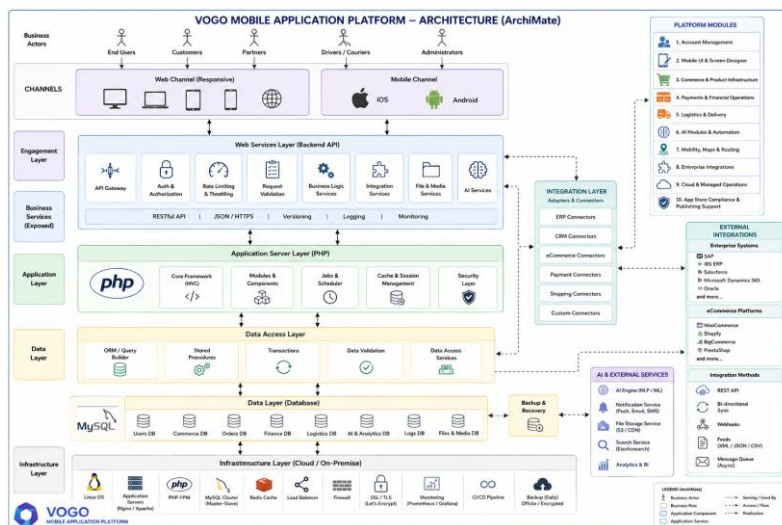 VOGO MOBILE APPLICATION PLATFORM – ARCHITECTURE (ArchiMate)
Business
Actors
End Users
Customers
Partners
Drivers / Couriers
Administrators
CHANNELS
Web Channel (Responsive)
Mobile Channel
iOS
Android
Engagement
Layer
Business
Services
(Exposed)
Web Services Layer (Backend API)
API Gateway
Auth &
Authorization
Rate Limiting
& Throttling
Request
Validation
Business Logic
Services
Integration
Services
File & Media
Services
AI Services
RESTful API | JSON / HTTPS | Versioning | Logging | Monitoring
Application
Layer
Application Server Layer (PHP)
php
Core Framework
(MVC)
Modules &
Components
Jobs &
Scheduler
Cache & Session
Management
Security
Layer
Data
Layer
Data Access Layer
ORM / Query
Builder
Stored
Procedures
Transactions
Data Validation
Data Access
Services
MySQL
Data Layer (Database)
Users DB
Commerce DB
Orders DB
Finance DB
Logistics DB
AI & Analytics DB
Logs DB
Files & Media DB
Backup &
Recovery
Infrastructure
Layer
Infrastructure Layer (Cloud / On-Premise)
Linux OS
Application
Servers
(Nginx / Apache)
php
PHP-FPM
MySQL Cluster
(Master-Slave)
Redis Cache
Load Balancer
Firewall
SSL / TLS
(Let's Encrypt)
Monitoring
(Prometheus / Grafana)
CI/CD Pipeline
Backup (Daily)
Offsite / Encrypted
VOGO
MOBILE APPLICATION PLATFORM
INTEGRATION LAYER
Adapters & Connectors
ERP Connectors
CRM Connectors
eCommerce Connectors
Payment Connectors
Shipping Connectors
Custom Connectors
AI & EXTERNAL SERVICES
AI Engine (NLP / ML)
Notification Service
(Push, Email, SMS)
File Storage Service
(S3 / CDN)
Search Service
(Elasticsearch)
Analytics & BI
PLATFORM MODULES
1. Account Management
2. Mobile UI & Screen Designer
3. Commerce & Product Infrastructure
4. Payments & Financial Operations
5. Logistics & Delivery
6. AI Modules & Automation
7. Mobility, Maps & Routing
8. Enterprise Integrations
9. Cloud & Managed Operations
10. App Store Compliance &
Publishing Support
EXTERNAL
INTEGRATIONS
Enterprise Systems
SAP
Salesforce
Microsoft Dynamics 365
Oracle
and more...
eCommerce Platforms
WooCommerce
Shopify
BigCommerce
PrestaShop
and more...
Integration Methods
REST API
Bi-directional
Sync
Webhooks
Feeds
(XML / JSON / CSV)
Message Queue
(Async)
LEGEND (ArchiMate)
Business Actor
Business Role
Application Component
Application Service
Serving / Used By
Access / Flow
Realization